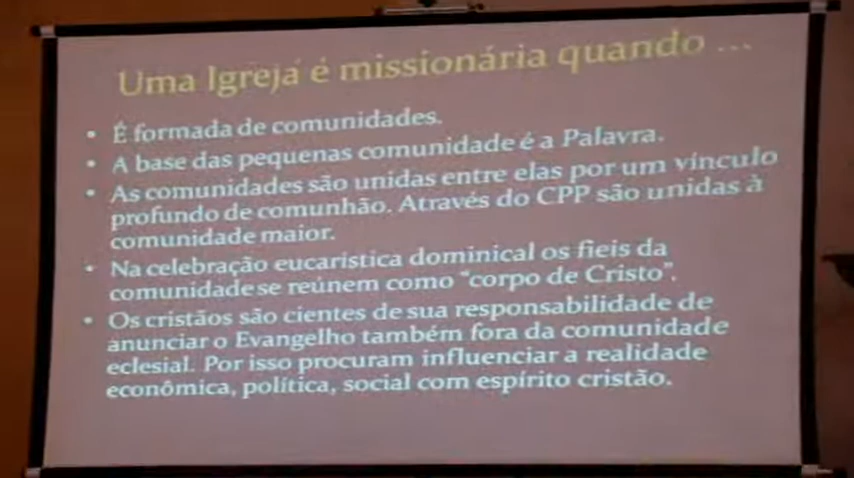 Uma Igreja é missionária quando ...
• É formada de comunidades.
• A base das pequenas comunidade é a Palavra.
• As comunidades são unidas entre elas por um vínculo
profundo de comunhão. Através do CPP são unidas à
comunidade maior.
• Na celebração eucarística dominical os fieis da
comunidade se reúnem como "corpo de Cristo".
• Os cristãos são cientes de sua responsabilidade de
anunciar o Evangelho também fora da comunidade
eclesial. Por isso procuram influenciar a realidade
econômica, política, social com espírito cristão.